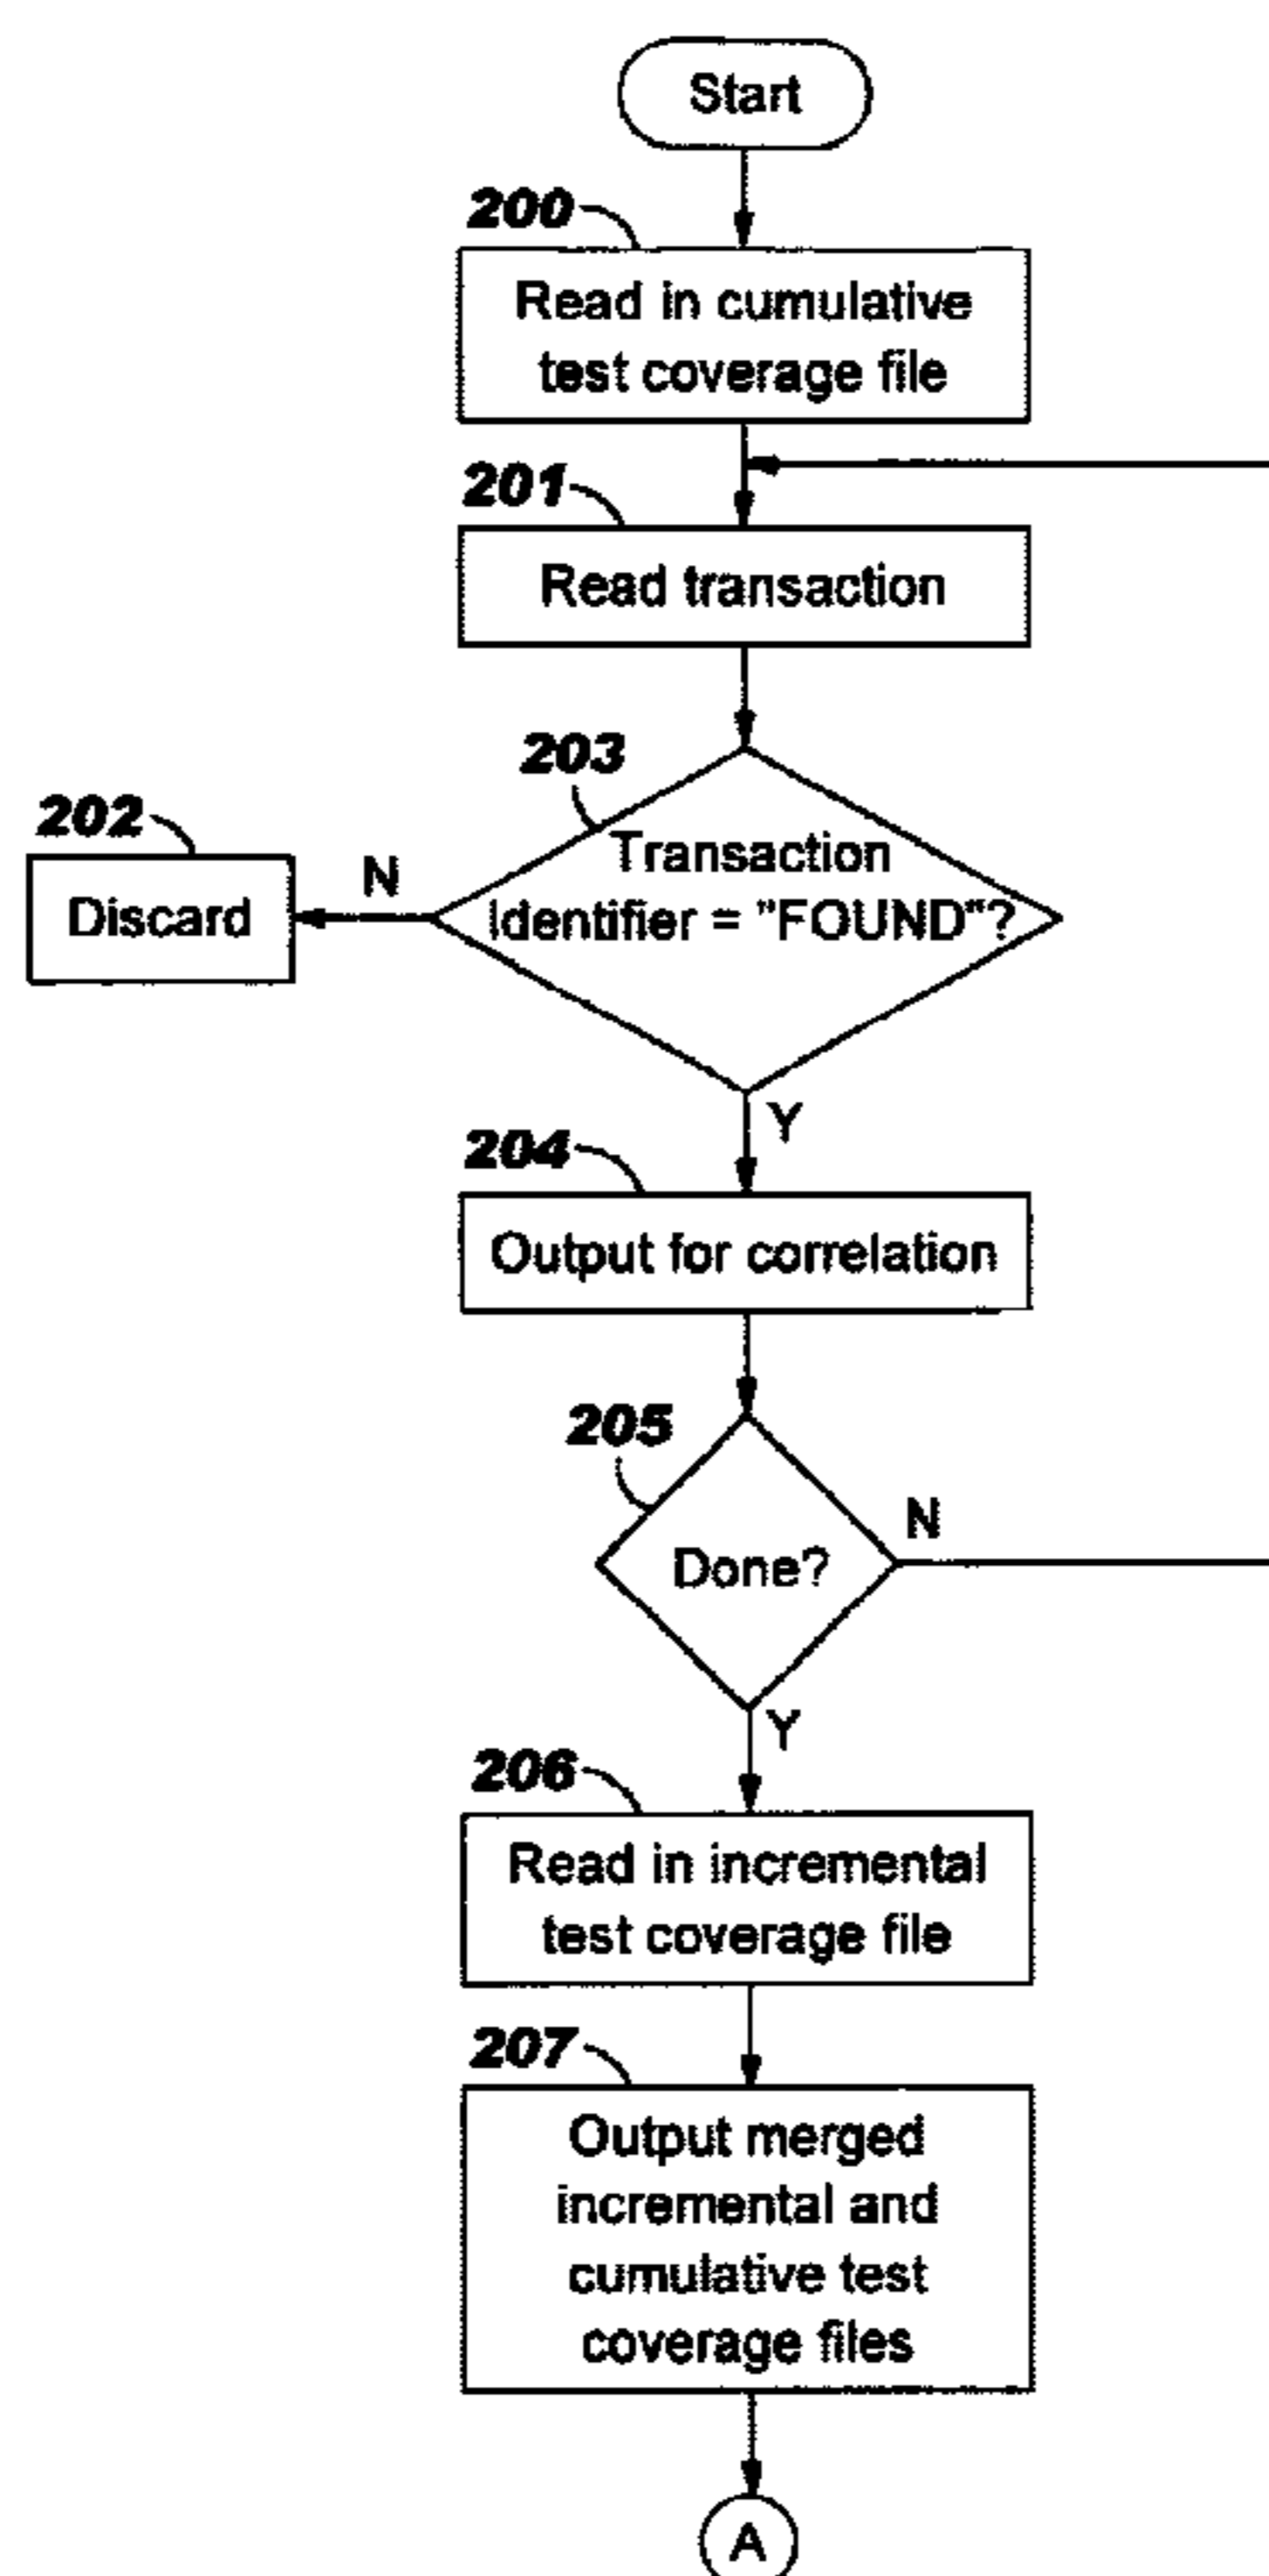 Start
200
Read in cumulative
test coverage file
201
Read transaction
203
Transaction
Identifier = "FOUND"?
202
Discard
N
Y
204
Output for correlation
205
Done?
N
Y
206
Read in incremental
test coverage file
207
Output merged
incremental and
cumulative test
coverage files
A